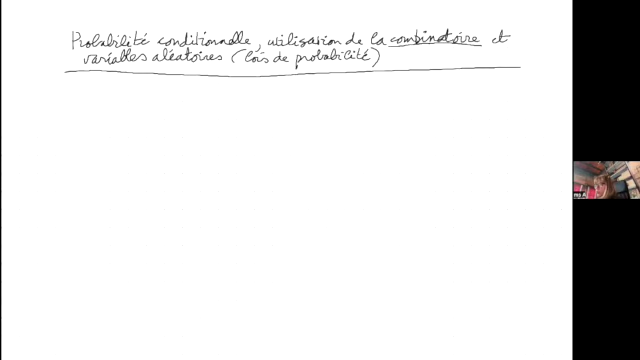 Probabilité conditionnelle, utilisation de la combinatoire et
variables aléatoires (lois de probabilité)